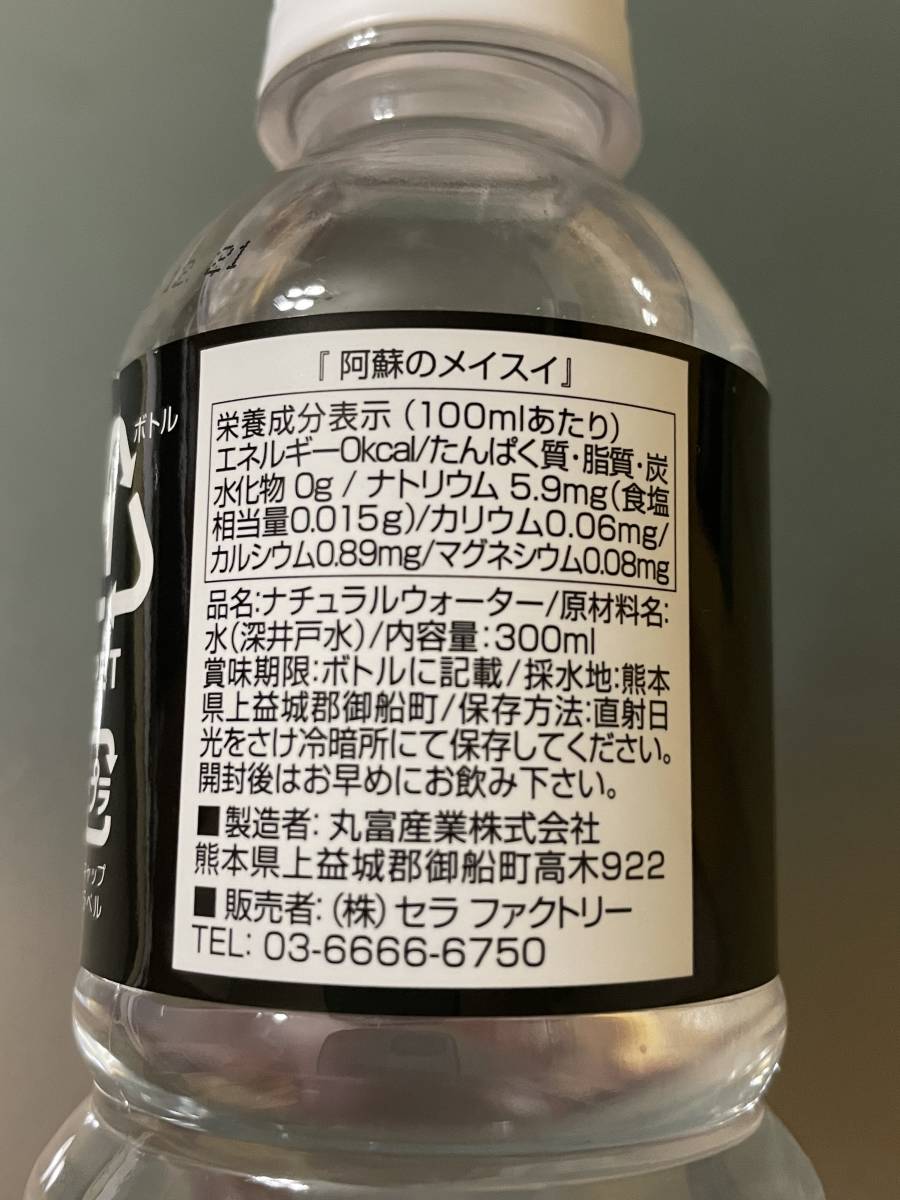 『阿蘇のメイスイ』
栄養成分表示 (100mlあたり)
エネルギー0kcal/たんぱく質・脂質・炭
水化物 0g / ナトリウム 5.9mg(食塩
相当量0.015g)/カリウム0.06mg/
カルシウム0.89mg/マグネシウム0.08mg
品名:ナチュラルウォーター/原材料名:
水(深井戸水)/内容量:300ml
賞味期限:ボトルに記載/採水地:熊本
県上益城郡御船町/保存方法:直射日
光をさけ冷暗所にて保存してください。
開封後はお早めにお飲み下さい。
■製造者:丸富産業株式会社
熊本県上益城郡御船町高木922
■販売者:(株)セラ ファクトリー
TEL: 03-6666-6750
ボトル